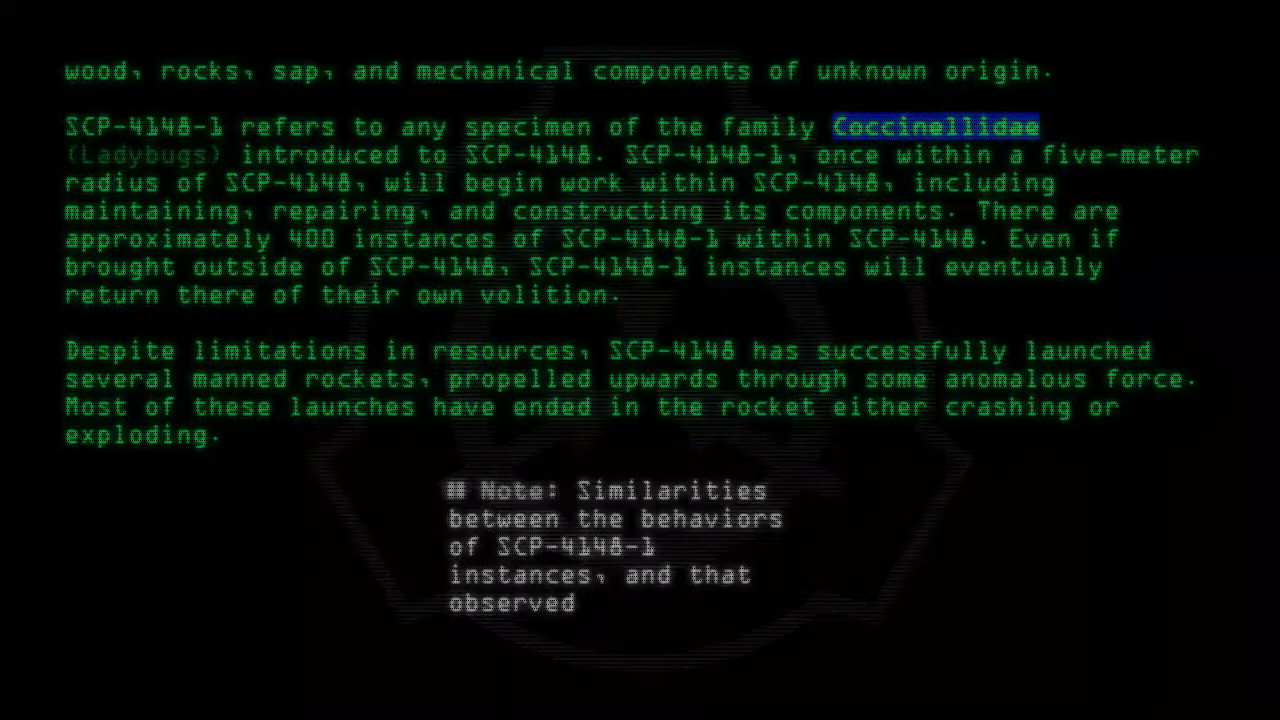 wood, rocks, sap, and mechanical components of unknown origin.
SCP-4148-1 refers to any specimen of the family Coccinellidae
(Ladybugs) introduced to SCP-4148. SCP-4148-1, once within a five-meter
radius of SCP-4148, will begin work within SCP-4148, including
maintaining, repairing, and constructing its components. There are
approximately 400 instances of SCP-4148-1 within SCP-4148. Even if
brought outside of SCP-4148, SCP-4148-1 instances will eventually
return there of their own volition.
Despite limitations in resources, SCP-4148 has successfully launched
several manned rockets, propelled upwards through some anomalous force.
Most of these launches have ended in the rocket either crashing or
exploding.
## Note: Similarities
between the behaviors
of SCP-4148-1
instances, and that
observed